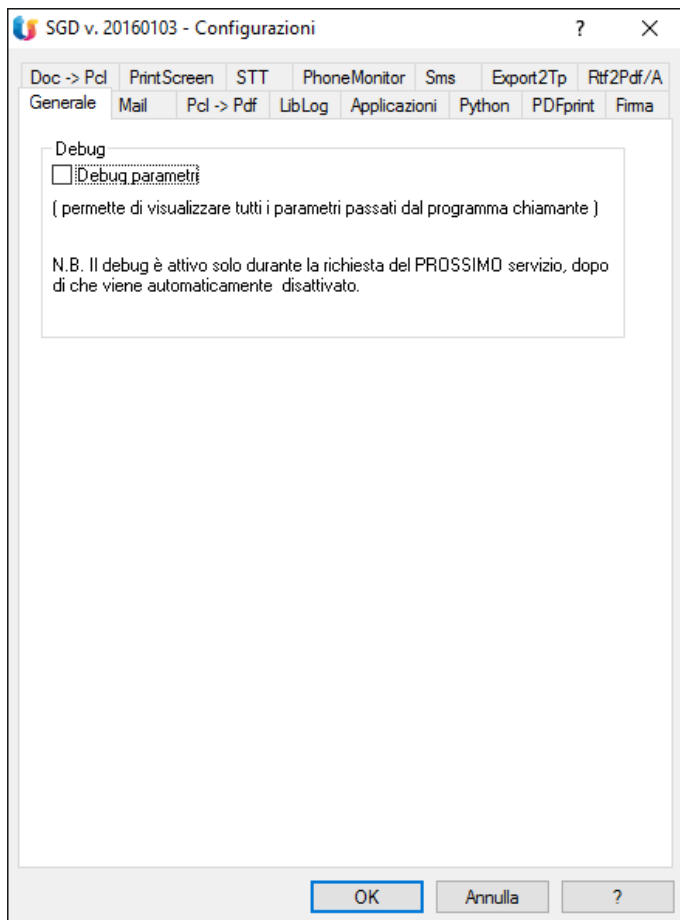 SGD v. 20160103 - Configurazioni ?
Doc -> Pcl PrintScreen STT PhoneMonitor Sms Export2Tp Rtf2Pdf/A
Generale Mail Pcl -> Pdf LibLog Applicazioni Python PDFprint Firma
Debug
Debug parametri
( permette di visualizzare tutti i parametri passati dal programma chiamante )
N.B. Il debug è attivo solo durante la richiesta del PROSSIMO servizio, dopo
di che viene automaticamente disattivato.
OK Annulla ?